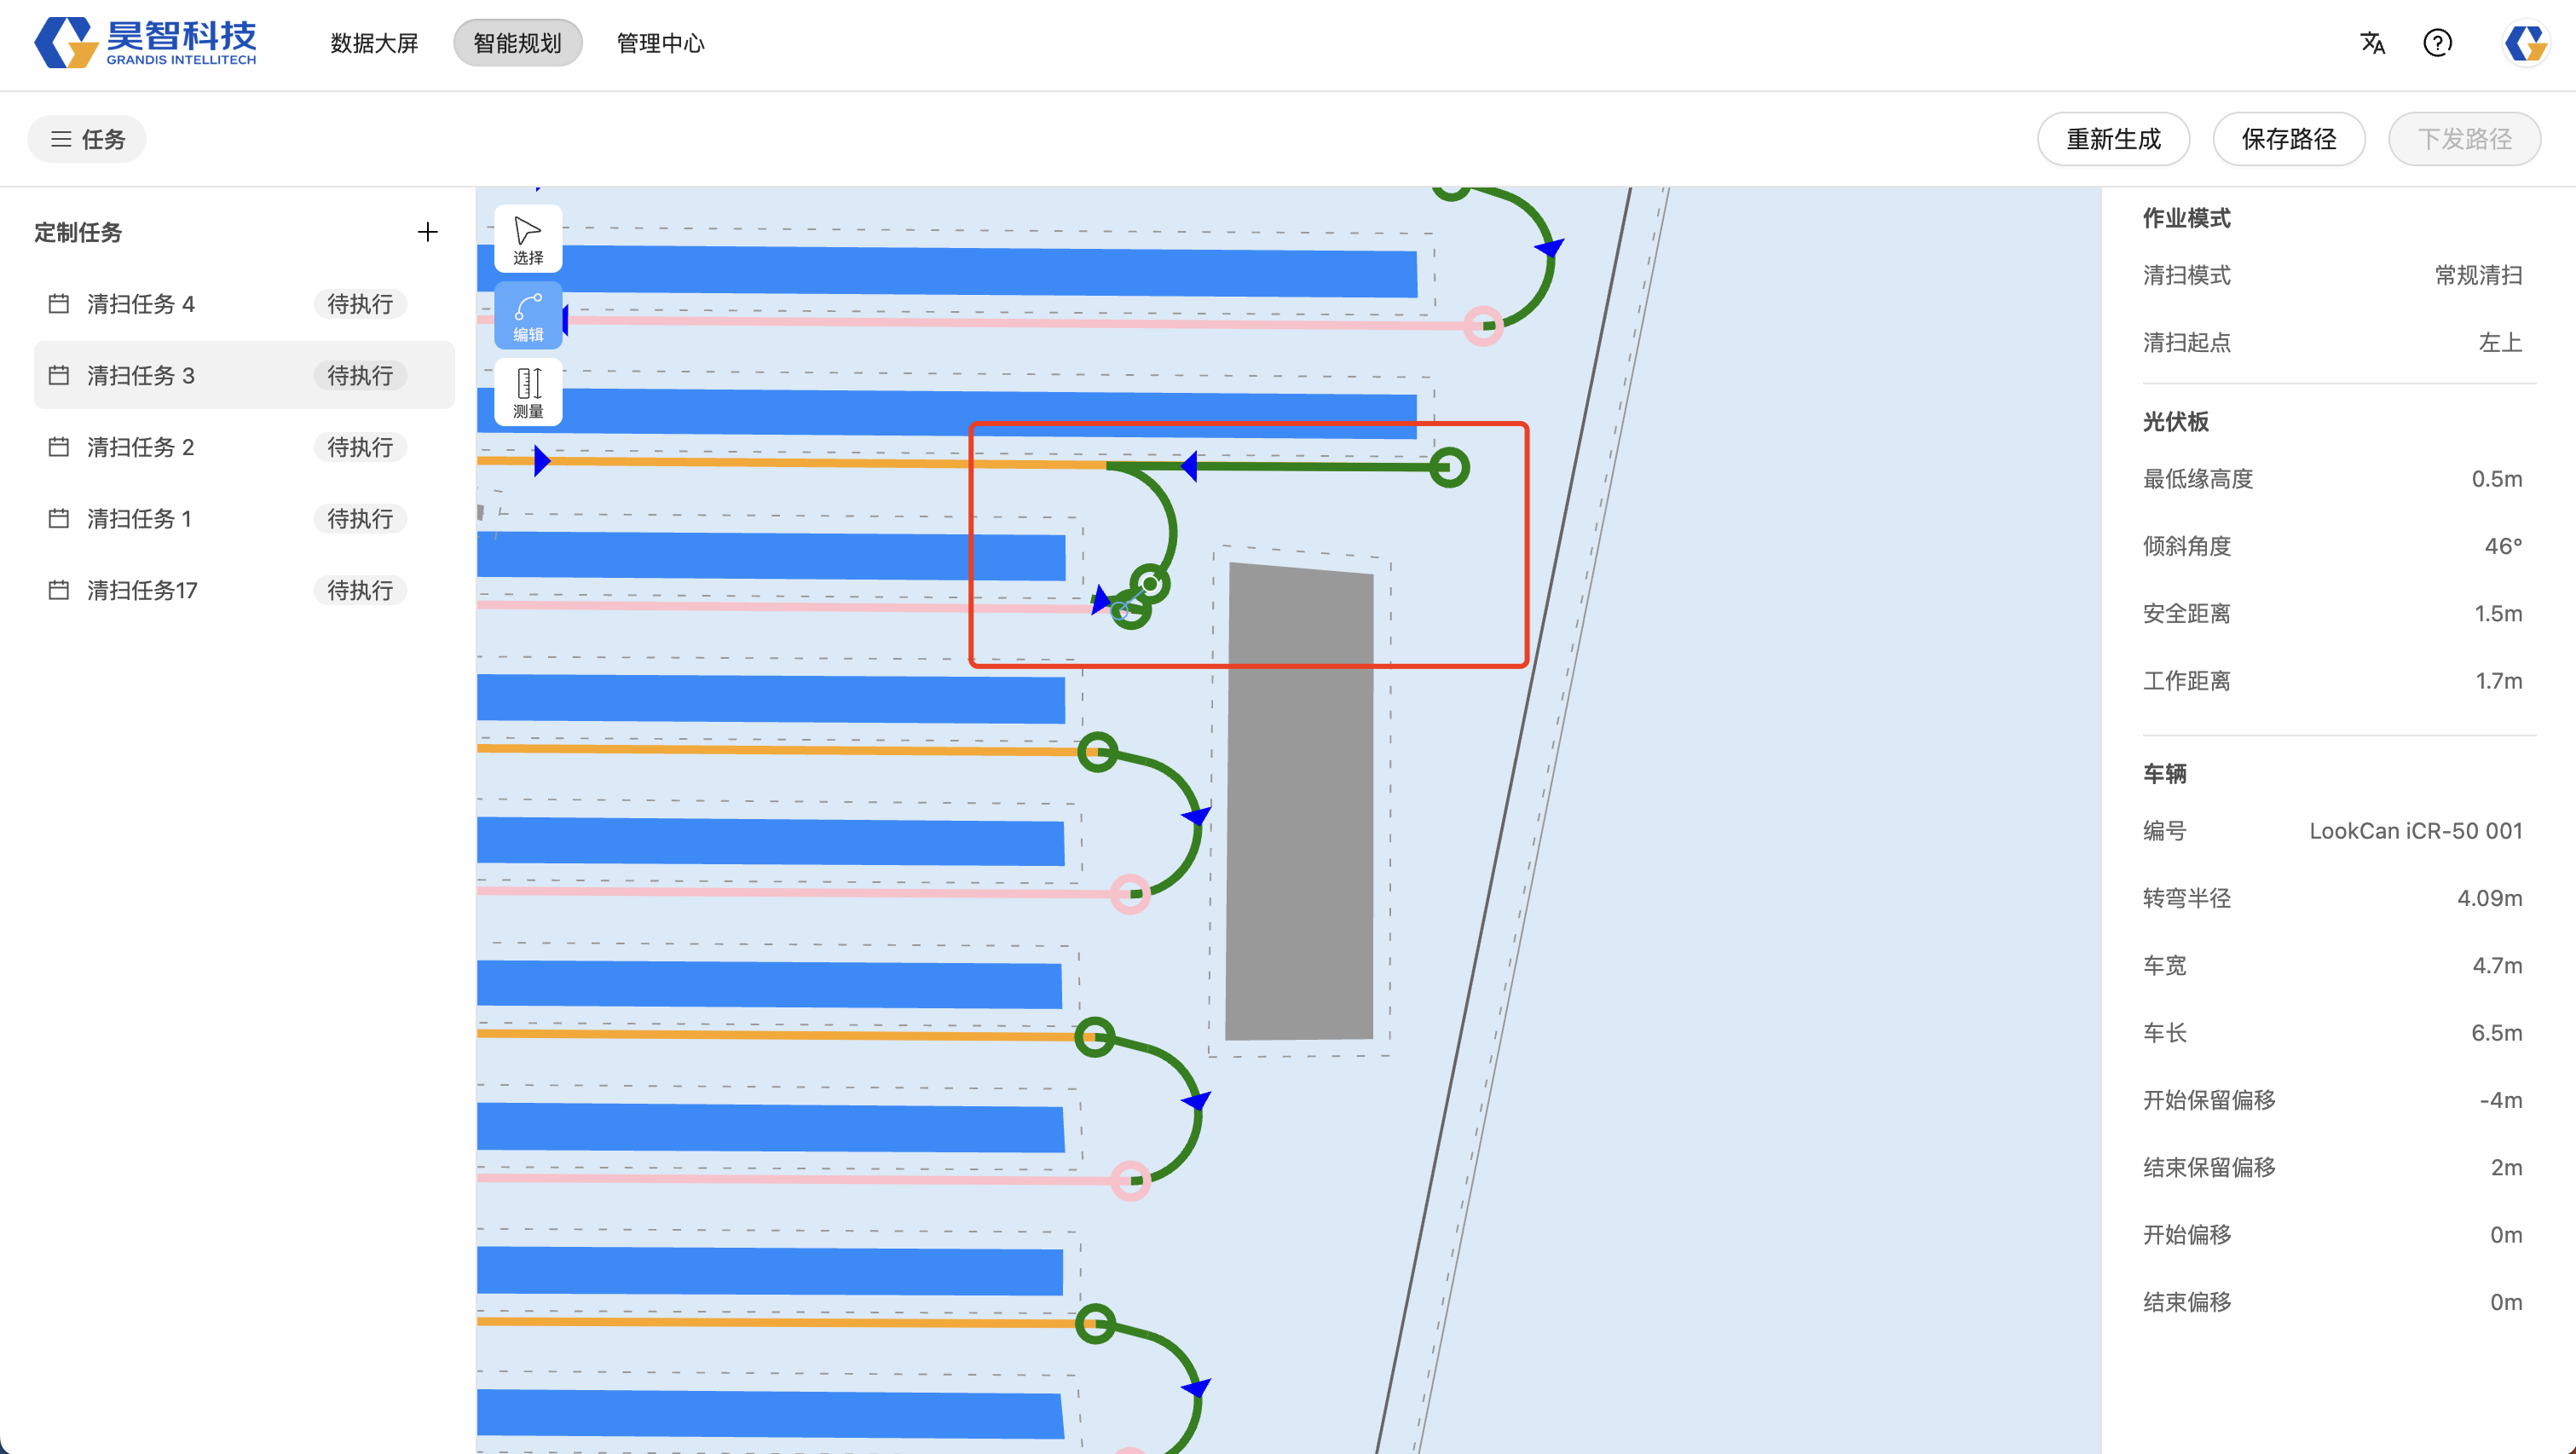 昊智科技
GRANDIS INTELLITECH
数据大屏
智能规划
管理中心
任务
重新生成
保存路径
下发路径
定制任务
清扫任务 4 待执行
清扫任务 3 待执行
清扫任务 2 待执行
清扫任务 1 待执行
清扫任务17 待执行
选择
编辑
测量
作业模式
清扫模式 常规清扫
清扫起点 左上
光伏板
最低缘高度 0.5m
倾斜角度 46°
安全距离 1.5m
工作距离 1.7m
车辆
编号 LookCan iCR-50 001
转弯半径 4.09m
车宽 4.7m
车长 6.5m
开始保留偏移 -4m
结束保留偏移 2m
开始偏移 0m
结束偏移 0m